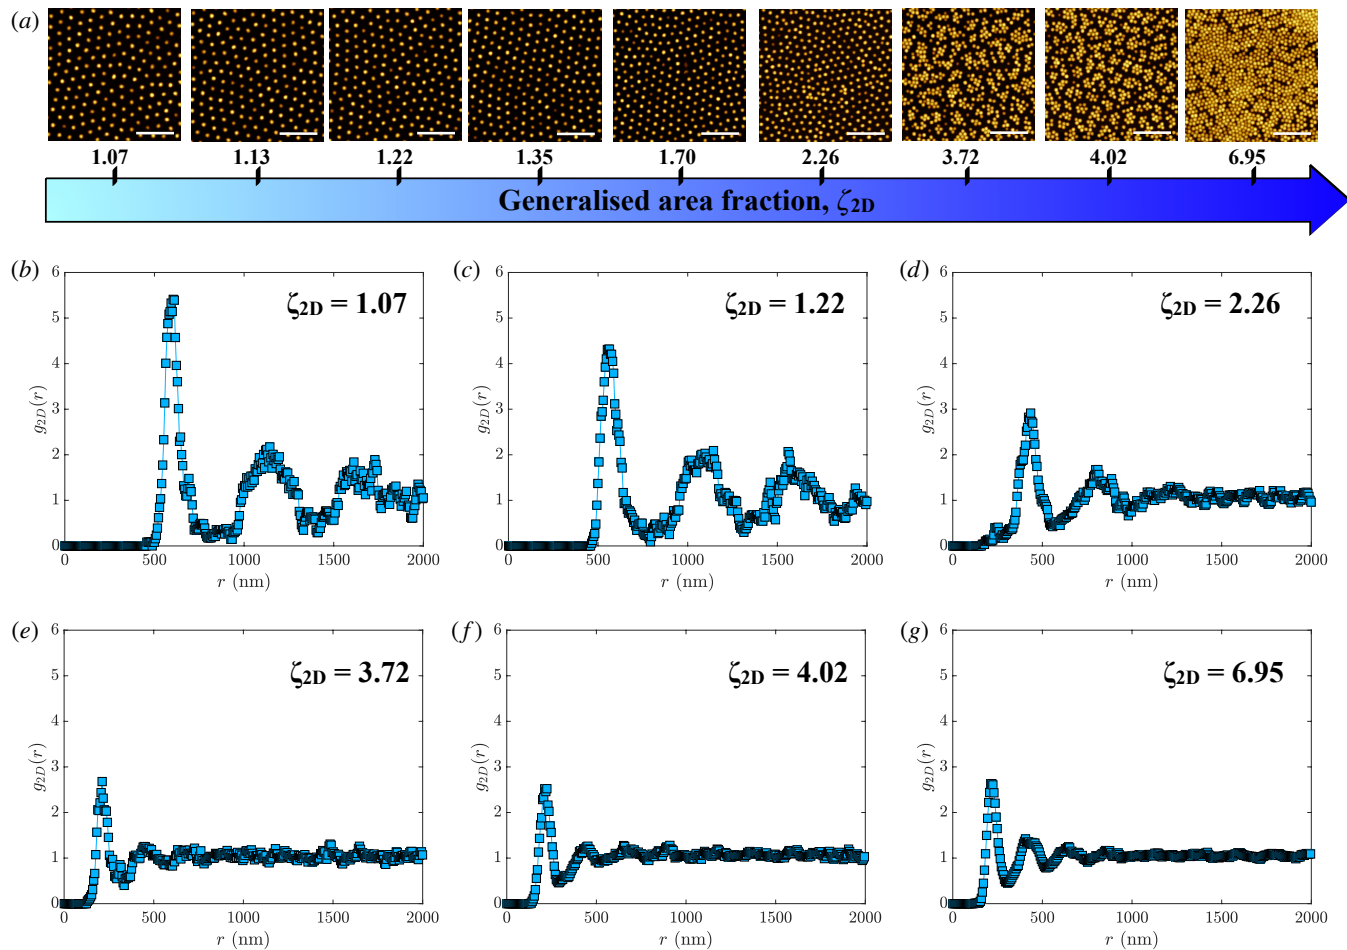 (a)
1.07 1.13 1.22 1.35 1.70 2.26 3.72 4.02 6.95
Generalised area fraction, ζ2D
(b) (c) (d)
6 5 4 3 2 1 0
g2D(r)
ζ2D = 1.07
0 500 1000 1500 2000
r (nm)
6 5 4 3 2 1 0
g2D(r)
ζ2D = 1.22
0 500 1000 1500 2000
r (nm)
6 5 4 3 2 1 0
g2D(r)
ζ2D = 2.26
0 500 1000 1500 2000
r (nm)
(e) (f) (g)
6 5 4 3 2 1 0
g2D(r)
ζ2D = 3.72
0 500 1000 1500 2000
r (nm)
6 5 4 3 2 1 0
g2D(r)
ζ2D = 4.02
0 500 1000 1500 2000
r (nm)
6 5 4 3 2 1 0
g2D(r)
ζ2D = 6.95
0 500 1000 1500 2000
r (nm)